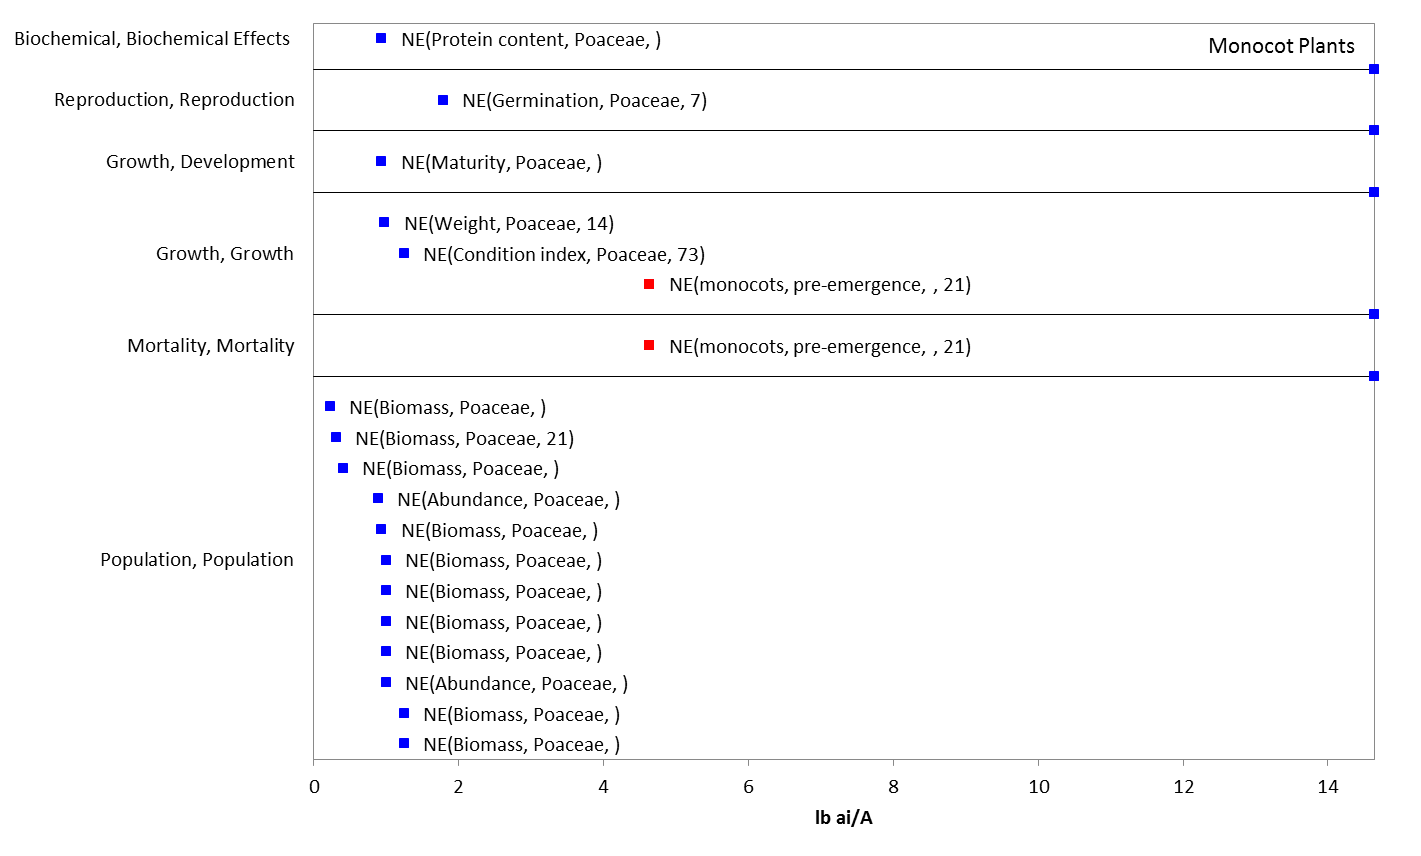 Biochemical, Biochemical Effects
NE(Protein content, Poaceae, )
Monocot Plants
Reproduction, Reproduction
NE(Germination, Poaceae, 7)
Growth, Development
NE(Maturity, Poaceae, )
Growth, Growth
NE(Weight, Poaceae, 14)
NE(Condition index, Poaceae, 73)
NE(monocots, pre-emergence, , 21)
Mortality, Mortality
NE(monocots, pre-emergence, , 21)
Population, Population
NE(Biomass, Poaceae, )
NE(Biomass, Poaceae, 21)
NE(Biomass, Poaceae, )
NE(Abundance, Poaceae, )
NE(Biomass, Poaceae, )
NE(Biomass, Poaceae, )
NE(Biomass, Poaceae, )
NE(Biomass, Poaceae, )
NE(Biomass, Poaceae, )
NE(Abundance, Poaceae, )
NE(Biomass, Poaceae, )
NE(Biomass, Poaceae, )
0 2 4 6 8 10 12 14
lb ai/A